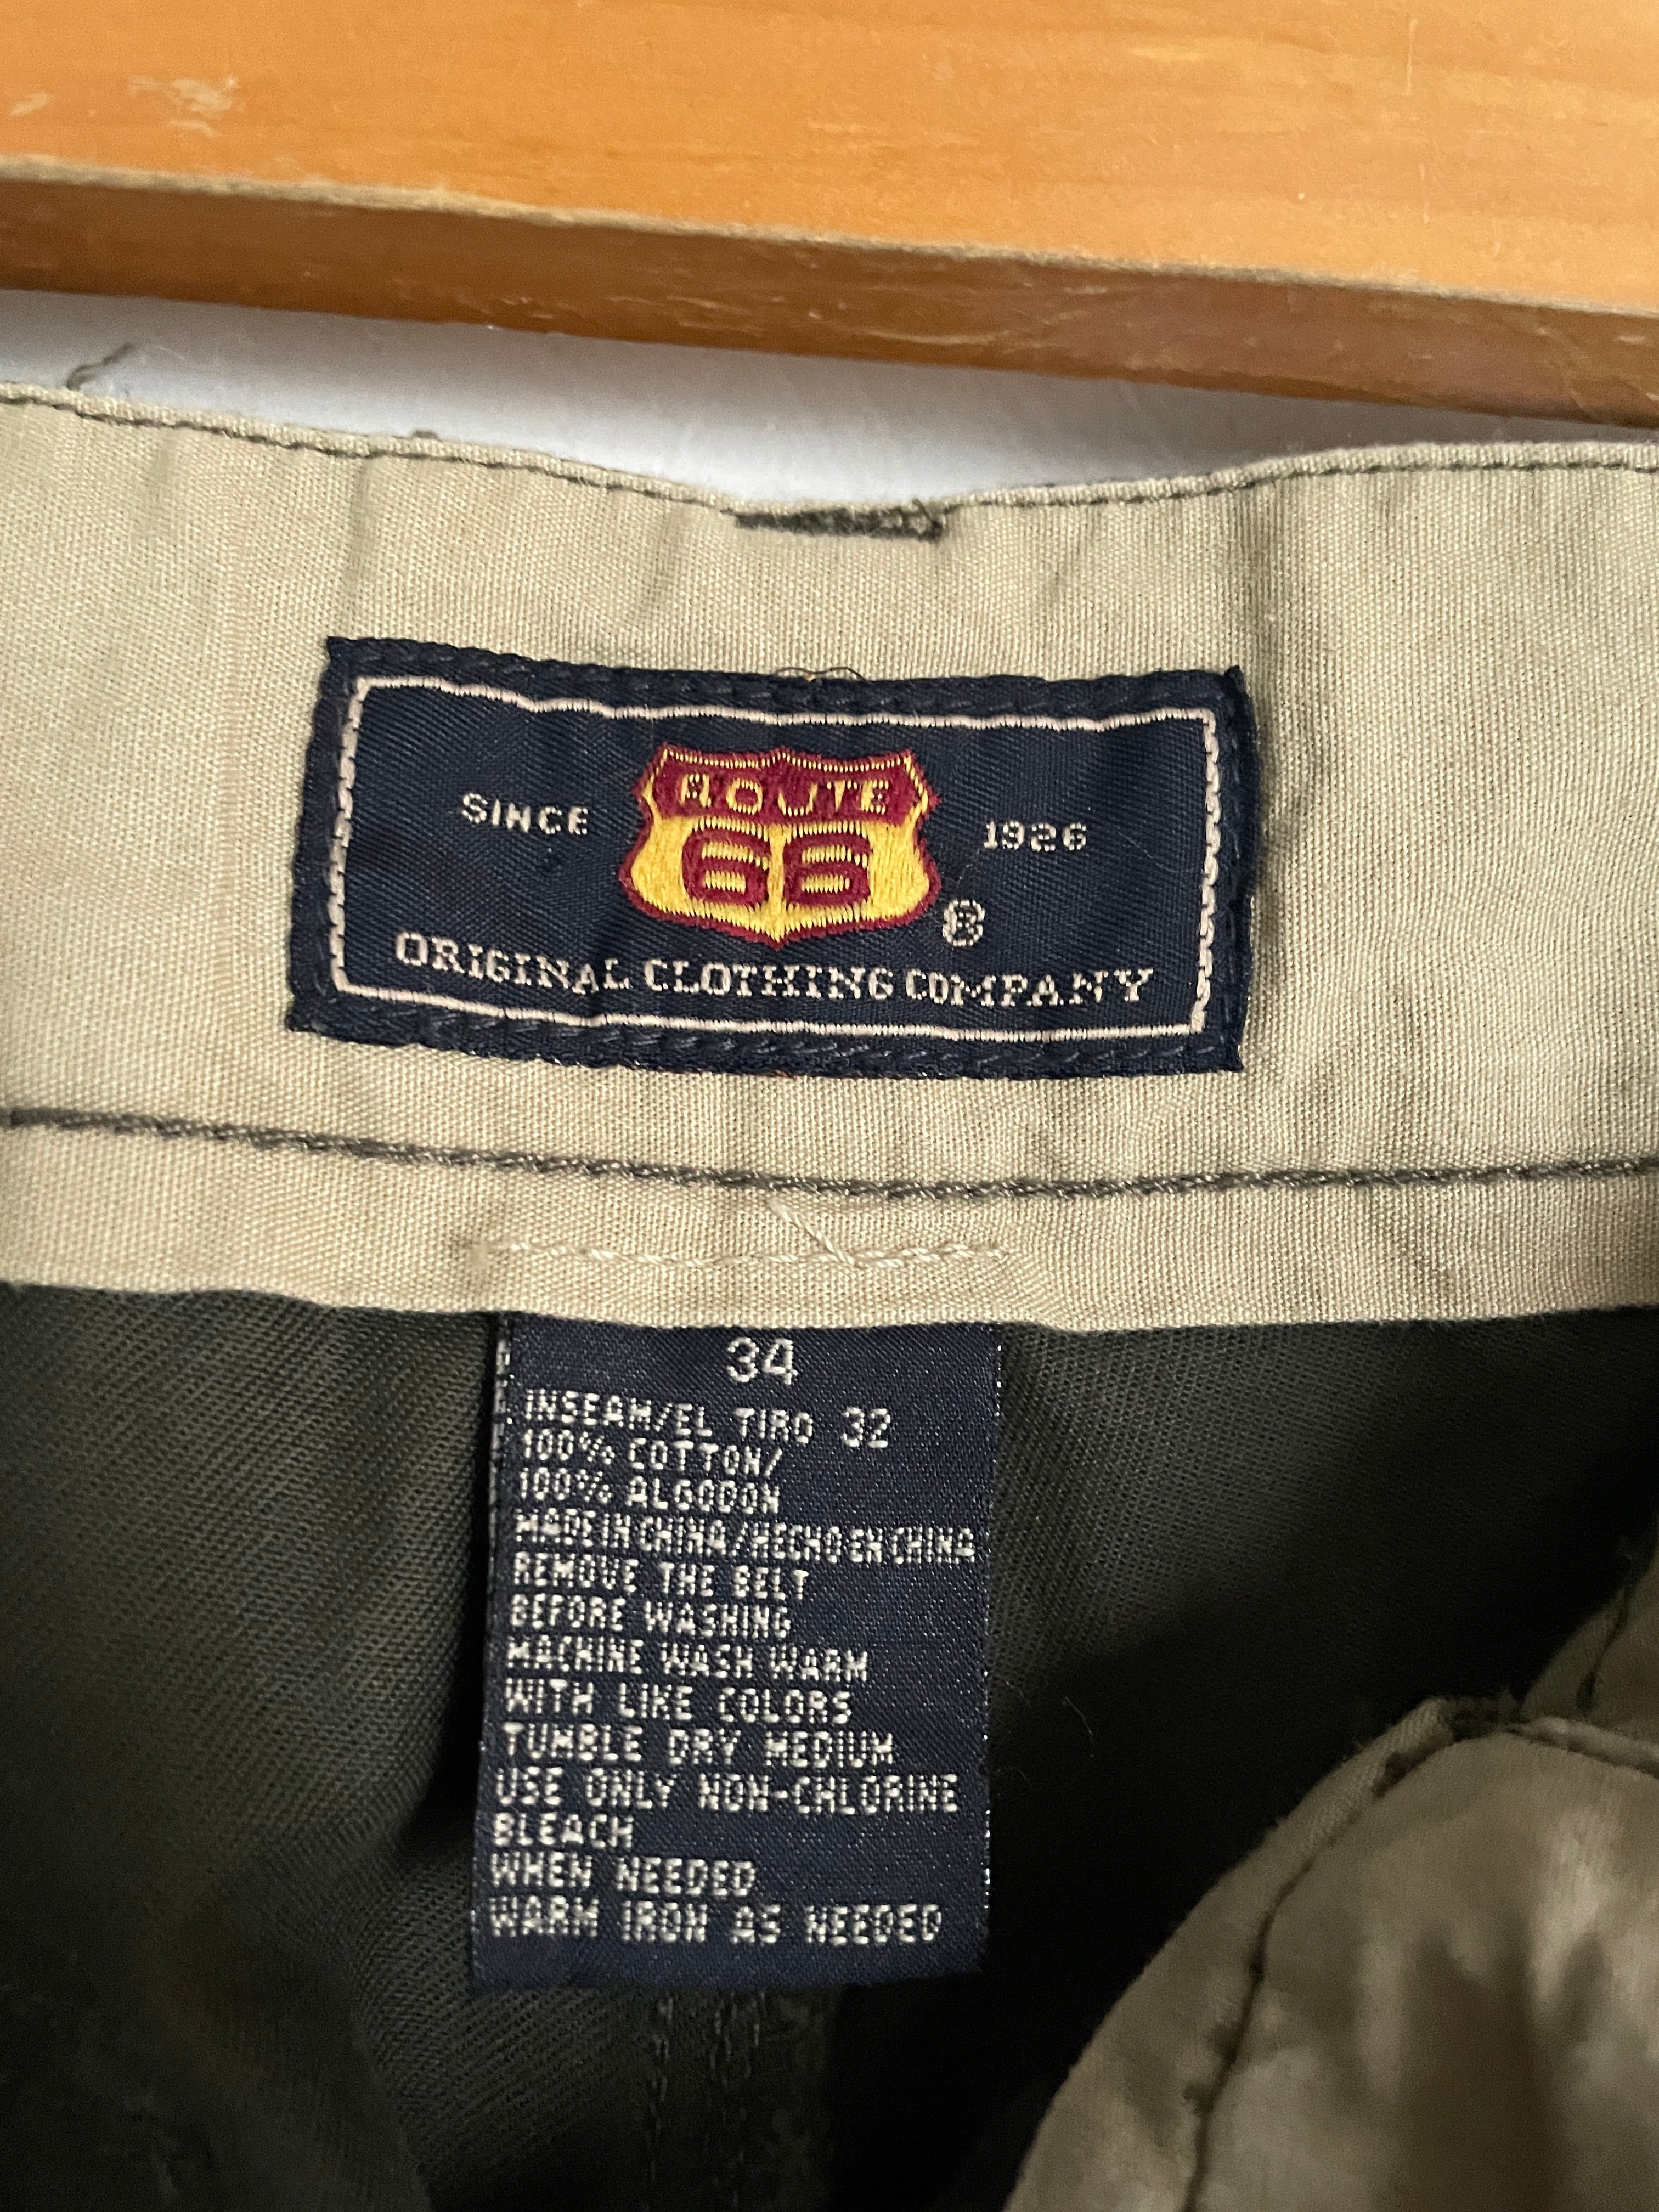 SINCE ROUTE 66 ® 1926
ORIGINAL CLOTHING COMPANY
34
INSEAM/EL TIRO 32
100% COTTON/
100% ALGODON
MADE IN CHINA/HECHO EN CHINA
REMOVE THE BELT
BEFORE WASHING
MACHINE WASH WARM
WITH LIKE COLORS
TUMBLE DRY MEDIUM
USE ONLY NON-CHLORINE
BLEACH
WHEN NEEDED
WARM IRON AS NEEDED